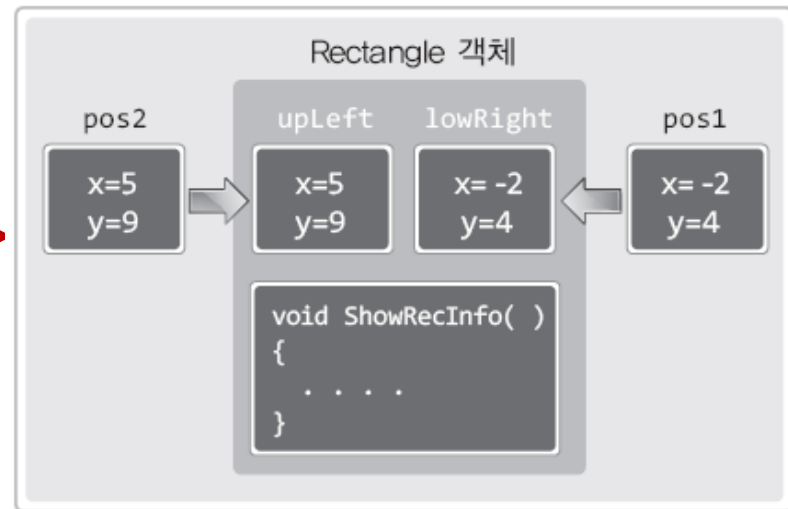 Rectangle 객체
pos2 upLeft lowRight pos1
x=5 x=5 x= -2 x= -2
y=9 y=9 y=4 y=4
void ShowRecInfo( )
{
. . . .
}